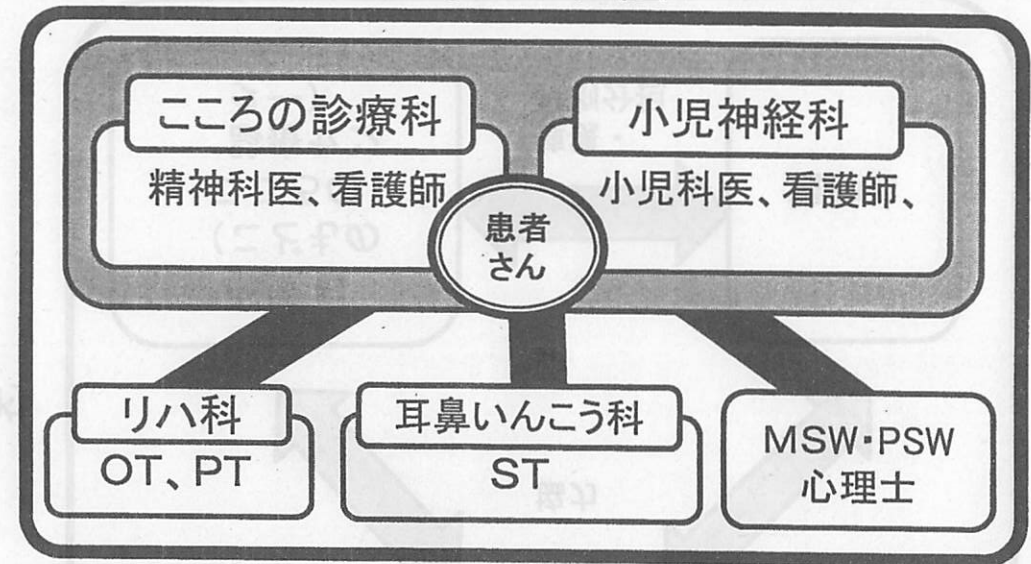 こころの診療科
精神科医、看護師
小児神経科
小児科医、看護師、
患者
さん
リハ科
OT、PT
耳鼻いんこう科
ST
MSW・PSW
心理士